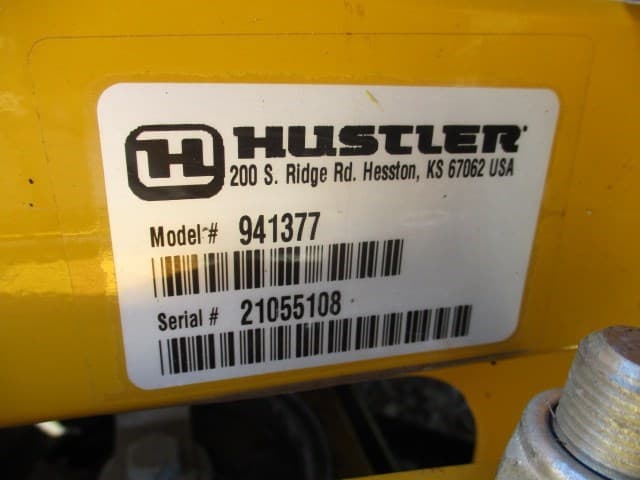 H HUSTLER
200 S. Ridge Rd. Hesston, KS 67062 USA
Model # 941377
Serial # 21055108